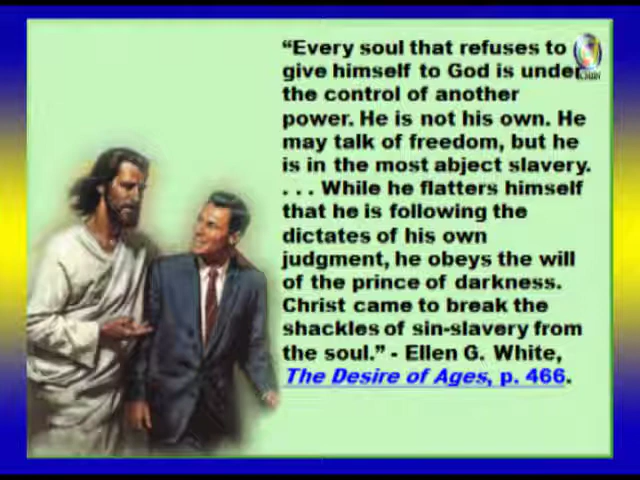 “Every soul that refuses to
give himself to God is under
the control of another
power. He is not his own. He
may talk of freedom, but he
is in the most abject slavery.
. . . While he flatters himself
that he is following the
dictates of his own
judgment, he obeys the will
of the prince of darkness.
Christ came to break the
shackles of sin-slavery from
the soul.” - Ellen G. White,
The Desire of Ages, p. 466.